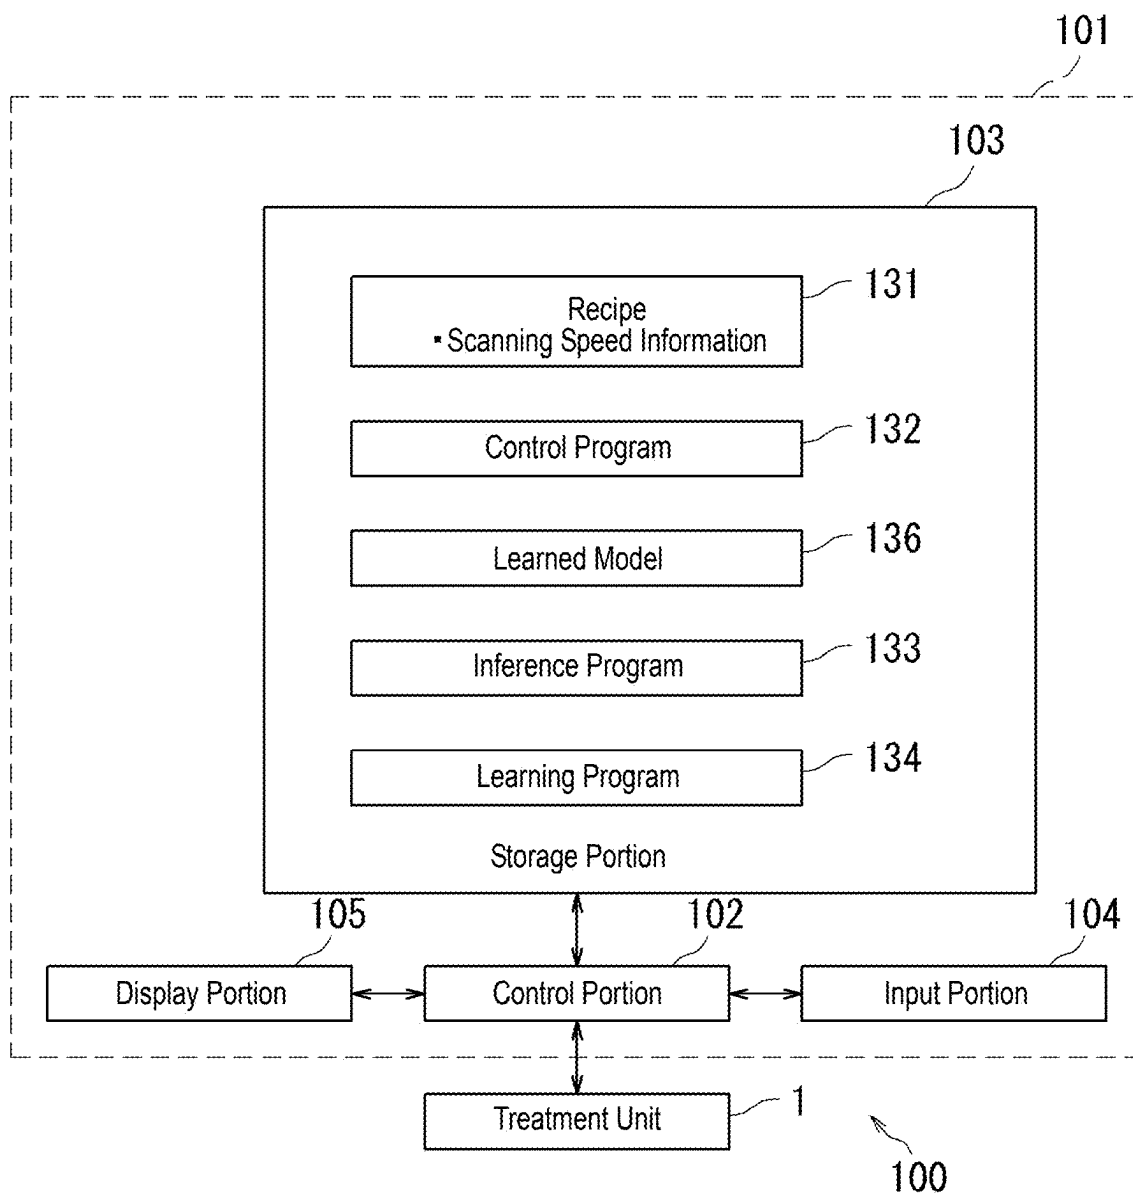 101
103
131
Recipe
▪ Scanning Speed Information
132
Control Program
136
Learned Model
133
Inference Program
134
Learning Program
Storage Portion
105
102
104
Display Portion
Control Portion
Input Portion
1
Treatment Unit
100